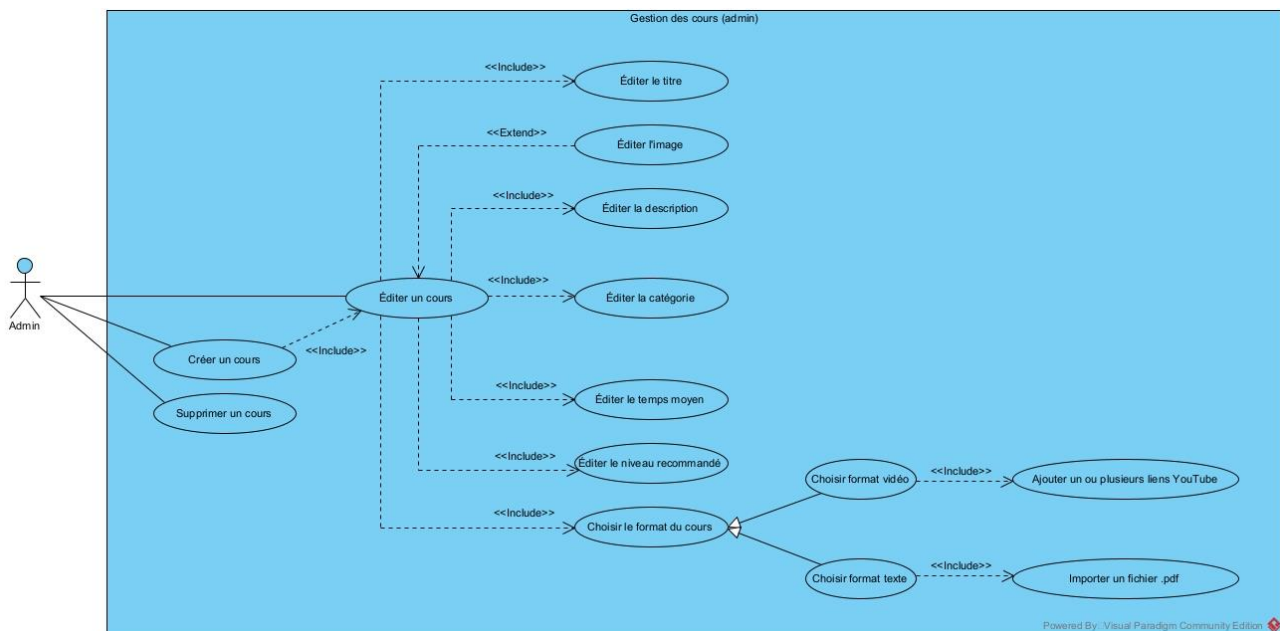 Gestion des cours (admin)
<<Include>>
Éditer le titre
<<Extend>>
Éditer l'image
<<Include>>
Éditer la description
Admin
Éditer un cours
<<Include>>
Éditer la catégorie
Créer un cours
<<Include>>
Supprimer un cours
<<Include>>
Éditer le temps moyen
<<Include>>
Éditer le niveau recommandé
<<Include>>
Choisir le format du cours
Choisir format vidéo
<<Include>>
Ajouter un ou plusieurs liens YouTube
Choisir format texte
<<Include>>
Importer un fichier .pdf
Powered By: Visual Paradigm Community Edition